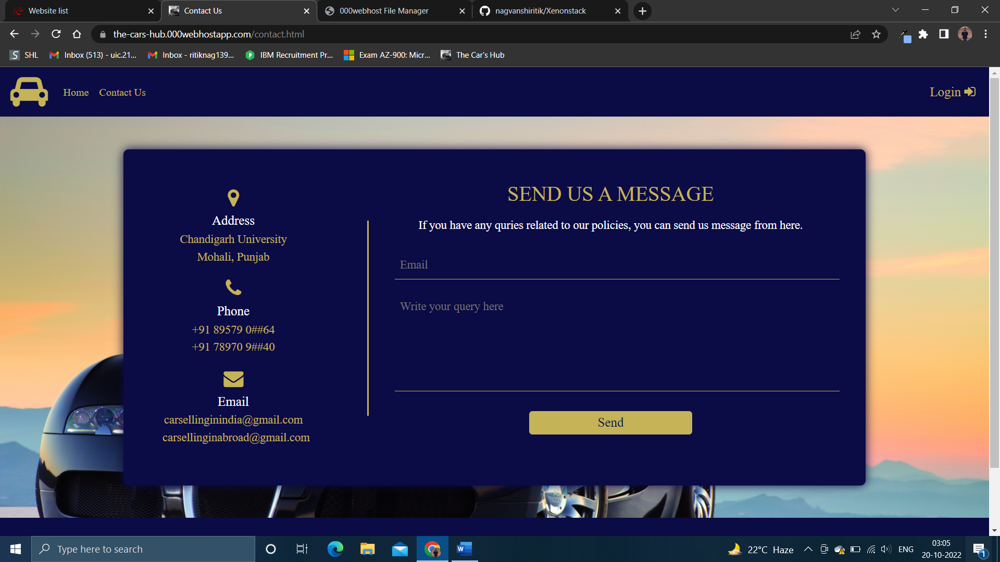 Website list
Contact Us
000webhost File Manager
nagvanshiritik/Xenonstack
the-cars-hub.000webhostapp.com/contact.html
SHL
Inbox (513) - uic.21...
Inbox - ritiknag139...
IBM Recruitment Pr...
Exam AZ-900: Micr...
The Car's Hub
Home
Contact Us
Login
Address
Chandigarh University
Mohali, Punjab
Phone
+91 89579 0##64
+91 78970 9##40
Email
carsellinginindia@gmail.com
carsellinginabroad@gmail.com
SEND US A MESSAGE
If you have any quries related to our policies, you can send us message from here.
Email
Write your query here
Send
Type here to search
22°C Haze
ENG
03:05
20-10-2022
1